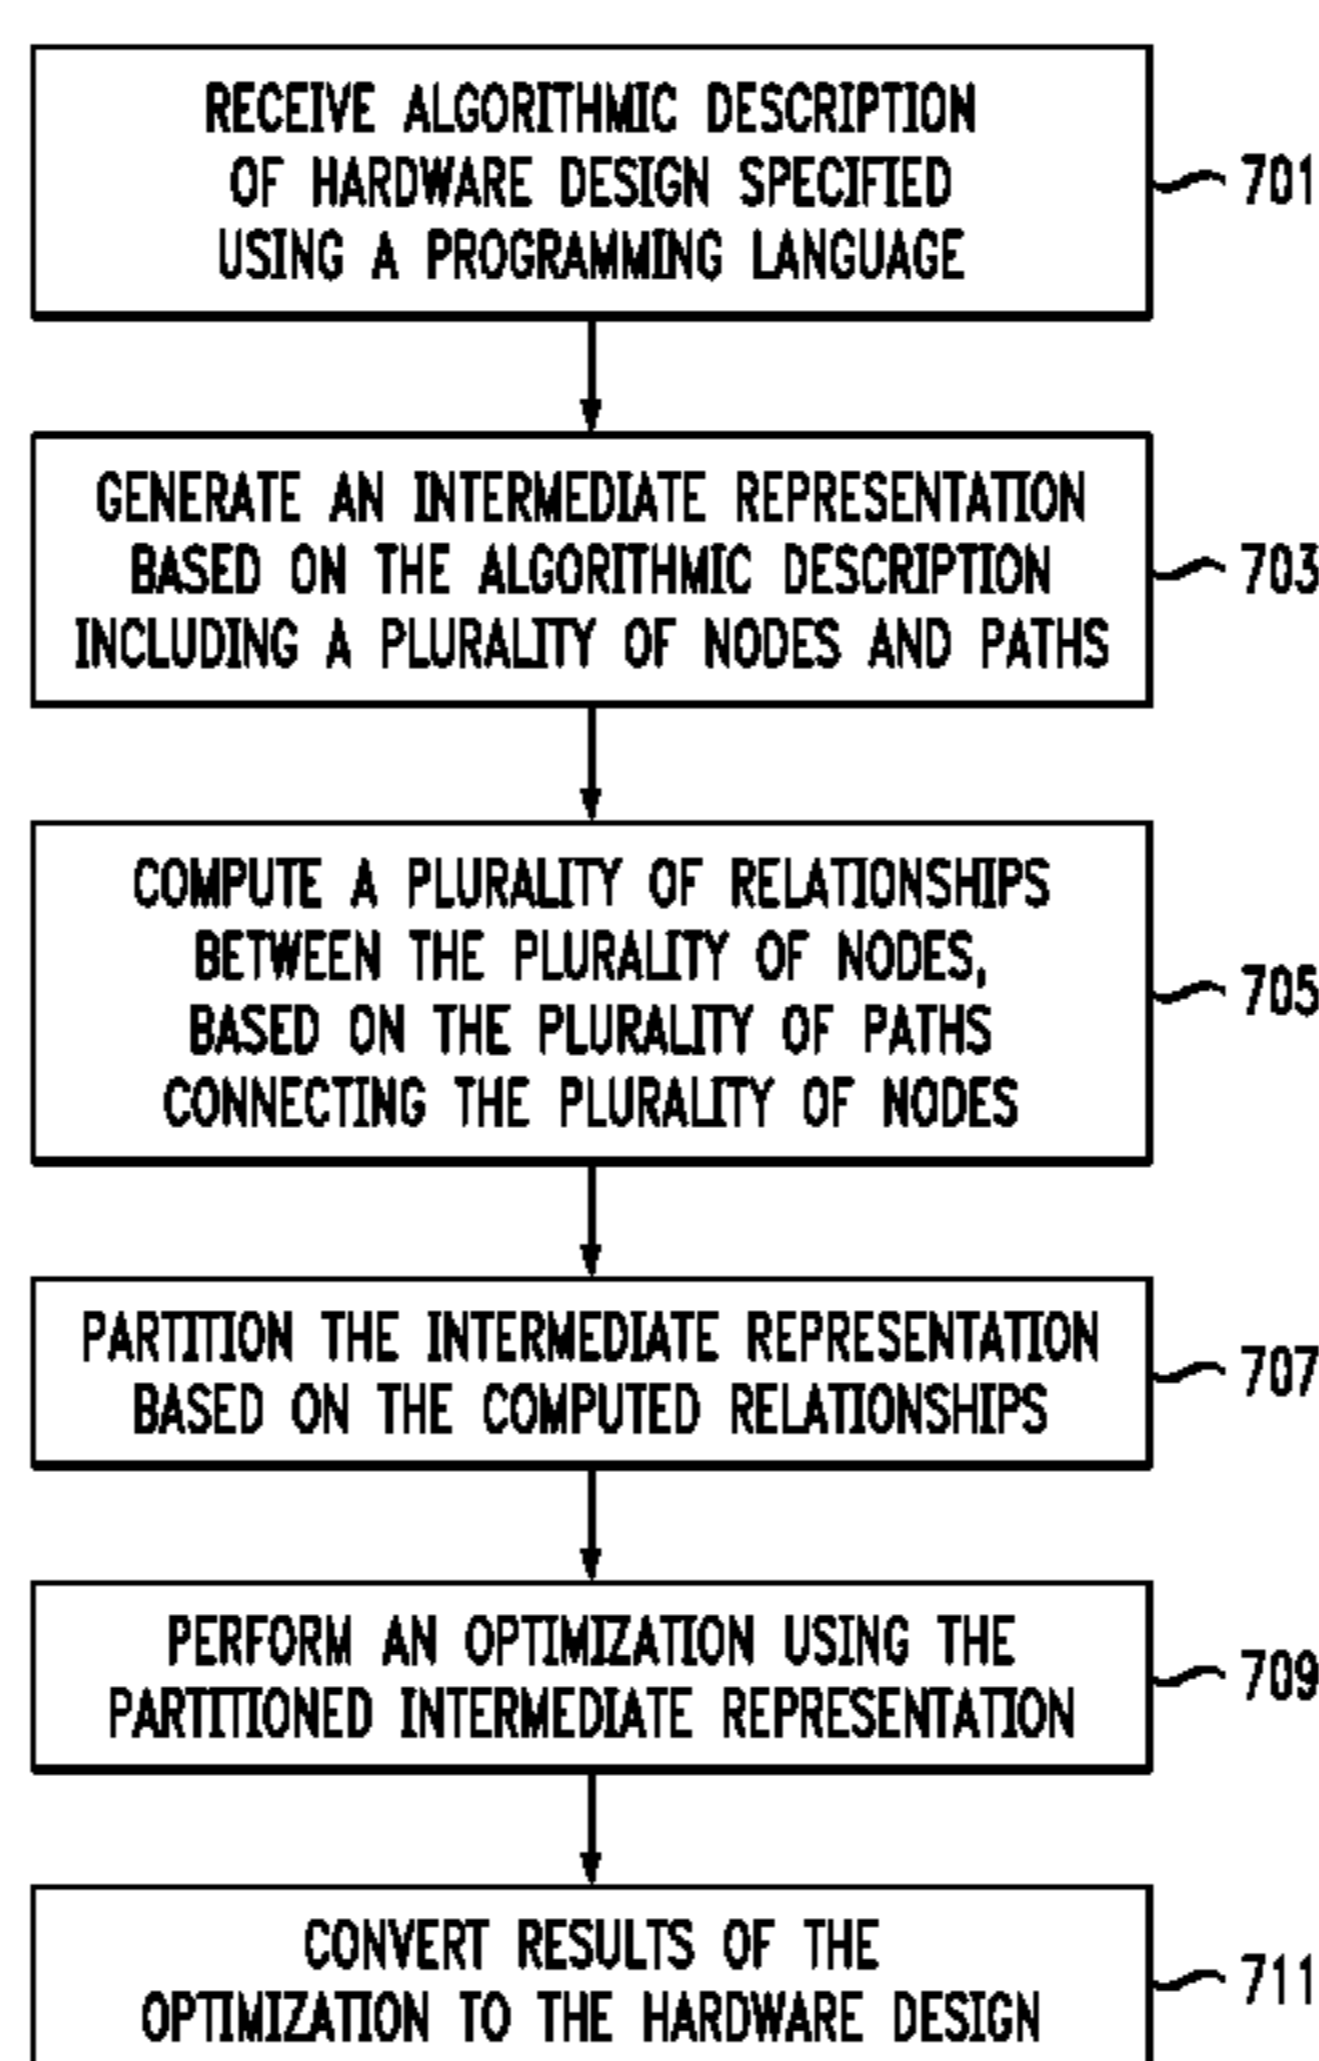 RECEIVE ALGORITHMIC DESCRIPTION
OF HARDWARE DESIGN SPECIFIED
USING A PROGRAMMING LANGUAGE
701
GENERATE AN INTERMEDIATE REPRESENTATION
BASED ON THE ALGORITHMIC DESCRIPTION
INCLUDING A PLURALITY OF NODES AND PATHS
703
COMPUTE A PLURALITY OF RELATIONSHIPS
BETWEEN THE PLURALITY OF NODES,
BASED ON THE PLURALITY OF PATHS
CONNECTING THE PLURALITY OF NODES
705
PARTITION THE INTERMEDIATE REPRESENTATION
BASED ON THE COMPUTED RELATIONSHIPS
707
PERFORM AN OPTIMIZATION USING THE
PARTITIONED INTERMEDIATE REPRESENTATION
709
CONVERT RESULTS OF THE
OPTIMIZATION TO THE HARDWARE DESIGN
711